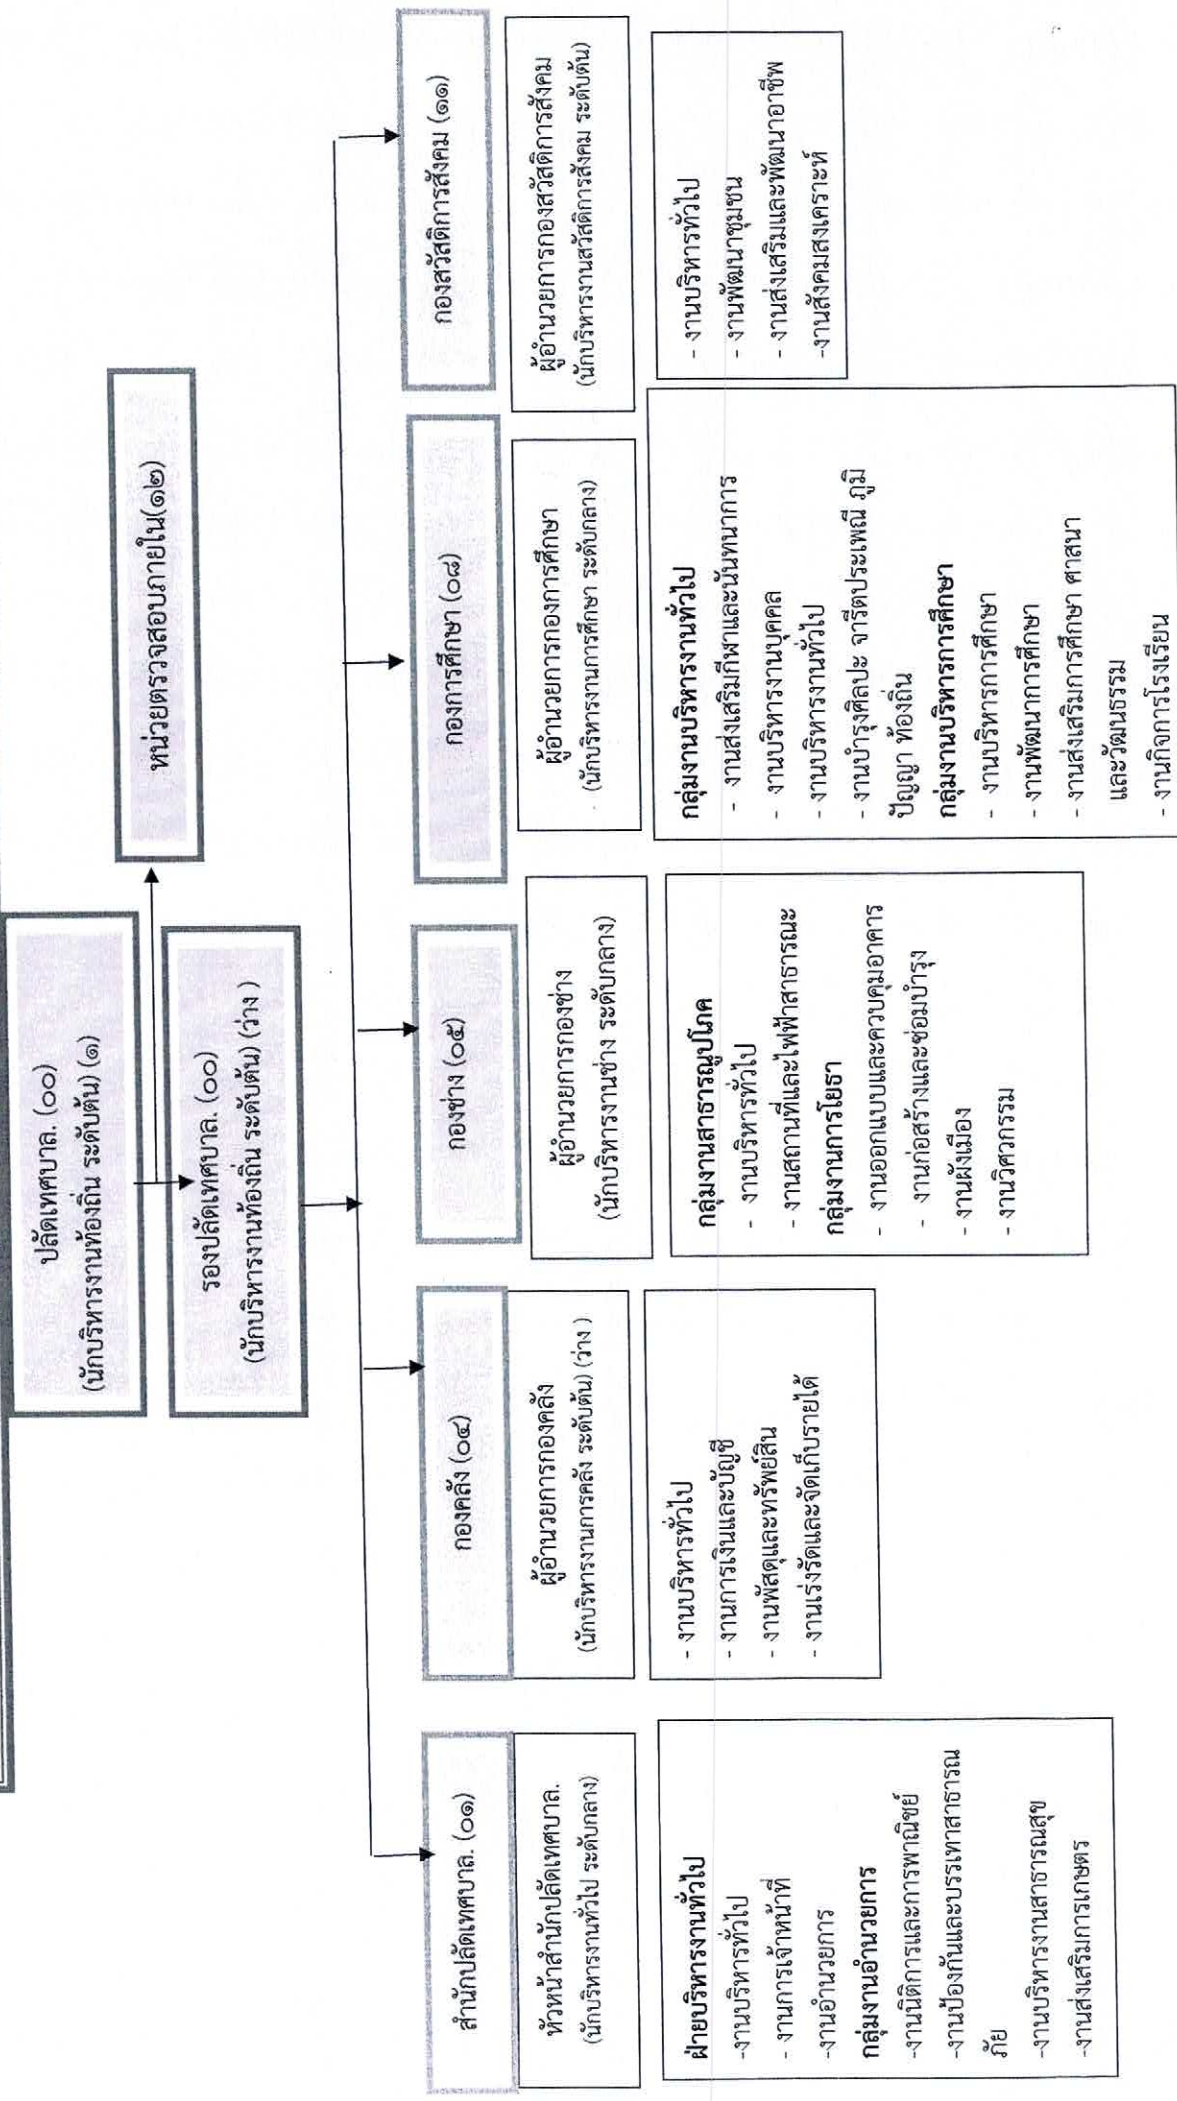 ปลัดเทศบาล. (๐๐)
(นักบริหารงานท้องถิ่น ระดับต้น) (๑)
หน่วยตรวจสอบภายใน(๑๒)
รองปลัดเทศบาล. (๐๐)
(นักบริหารงานท้องถิ่น ระดับต้น) (ว่าง )
สำนักปลัดเทศบาล. (๐๑)
หัวหน้าสำนักปลัดเทศบาล.
(นักบริหารงานทั่วไป ระดับกลาง)
ฝ่ายบริหารงานทั่วไป
-งานบริหารทั่วไป
- งานการเจ้าหน้าที่
-งานอำนวยการ
กลุ่มงานอำนวยการ
-งานนิติการและการพาณิชย์
-งานป้องกันและบรรเทาสาธารณ
ภัย
-งานบริหารงานสาธารณสุข
-งานส่งเสริมการเกษตร
กองคลัง (๐๔)
ผู้อำนวยการกองคลัง
(นักบริหารงานการคลัง ระดับต้น) (ว่าง )
- งานบริหารทั่วไป
- งานการเงินและบัญชี
- งานพัสดุและทรัพย์สิน
- งานเร่งรัดและจัดเก็บรายได้
กองช่าง (๐๕)
ผู้อำนวยการกองช่าง
(นักบริหารงานช่าง ระดับกลาง)
กลุ่มงานสาธารณูปโภค
- งานบริหารทั่วไป
- งานสถานที่และไฟฟ้าสาธารณะ
กลุ่มงานการโยธา
- งานออกแบบและควบคุมอาคาร
- งานก่อสร้างและซ่อมบำรุง
- งานผังเมือง
- งานวิศวกรรม
กองการศึกษา (๐๘)
ผู้อำนวยการกองการศึกษา
(นักบริหารงานการศึกษา ระดับกลาง)
กลุ่มงานบริหารงานทั่วไป
- งานส่งเสริมกีฬาและนันทนาการ
- งานบริหารงานบุคคล
- งานบริหารงานทั่วไป
- งานบำรุงศิลปะ จารีตประเพณี ภูมิ
ปัญญา ท้องถิ่น
กลุ่มงานบริหารการศึกษา
- งานบริหารการศึกษา
- งานพัฒนาการศึกษา
- งานส่งเสริมการศึกษา ศาสนา
และวัฒนธรรม
- งานกิจการโรงเรียน
กองสวัสดิการสังคม (๑๑)
ผู้อำนวยการกองสวัสดิการสังคม
(นักบริหารงานสวัสดิการสังคม ระดับต้น)
- งานบริหารทั่วไป
- งานพัฒนาชุมชน
- งานส่งเสริมและพัฒนาอาชีพ
-งานสังคมสงเคราะห์